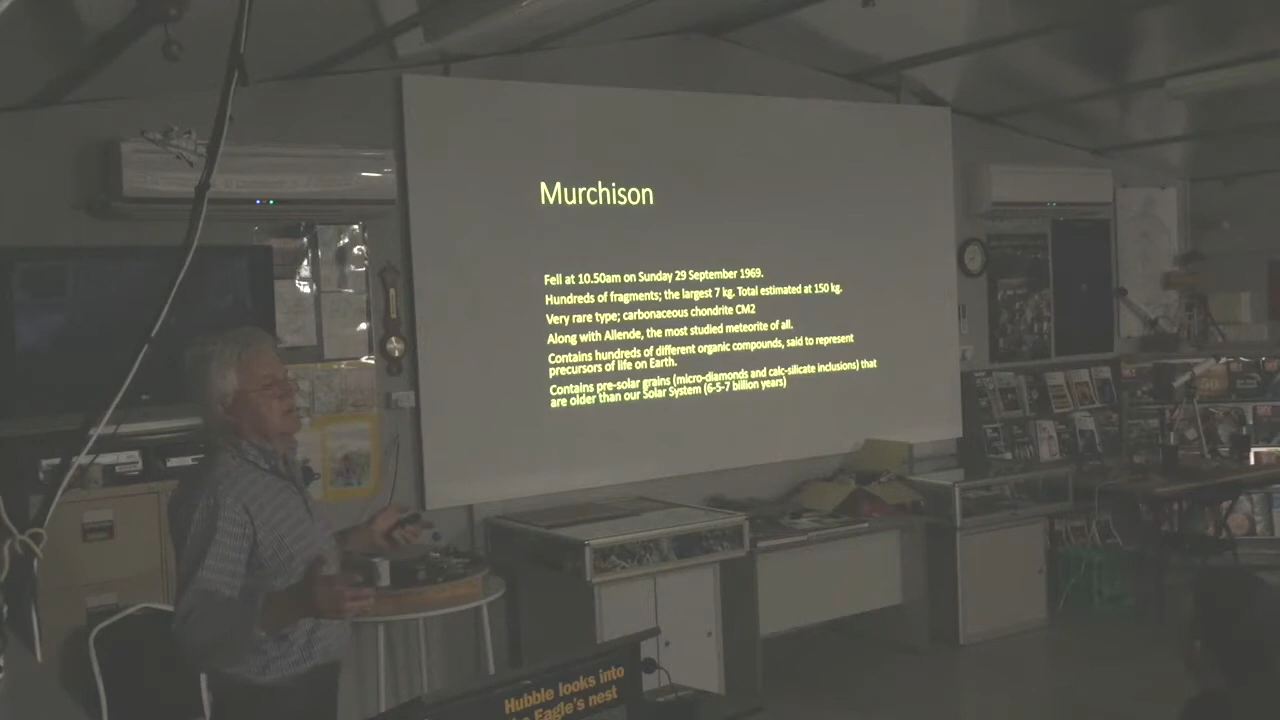 Murchison
Fell at 10.50am on Sunday 29 September 1969.
Hundreds of fragments; the largest 7 kg. Total estimated at 150 kg.
Very rare type; carbonaceous chondrite CM2
Along with Allende, the most studied meteorite of all.
Contains hundreds of different organic compounds, said to represent
precursors of life on Earth.
Contains pre-solar grains (micro-diamonds and calc-silicate inclusions) that
are older than our Solar System (6-5-7 billion years)
Hubble looks into
the Eagle's nest